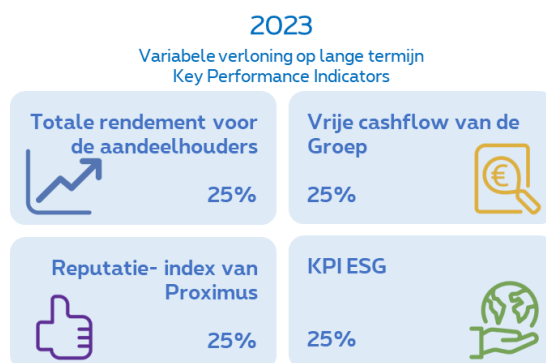 2023
Variabele verloning op lange termijn
Key Performance Indicators
Totale rendement voor
de aandeelhouders
25%
Vrije cashflow van de
Groep
€
25%
Reputatie- index van
Proximus
25%
KPI ESG
25%